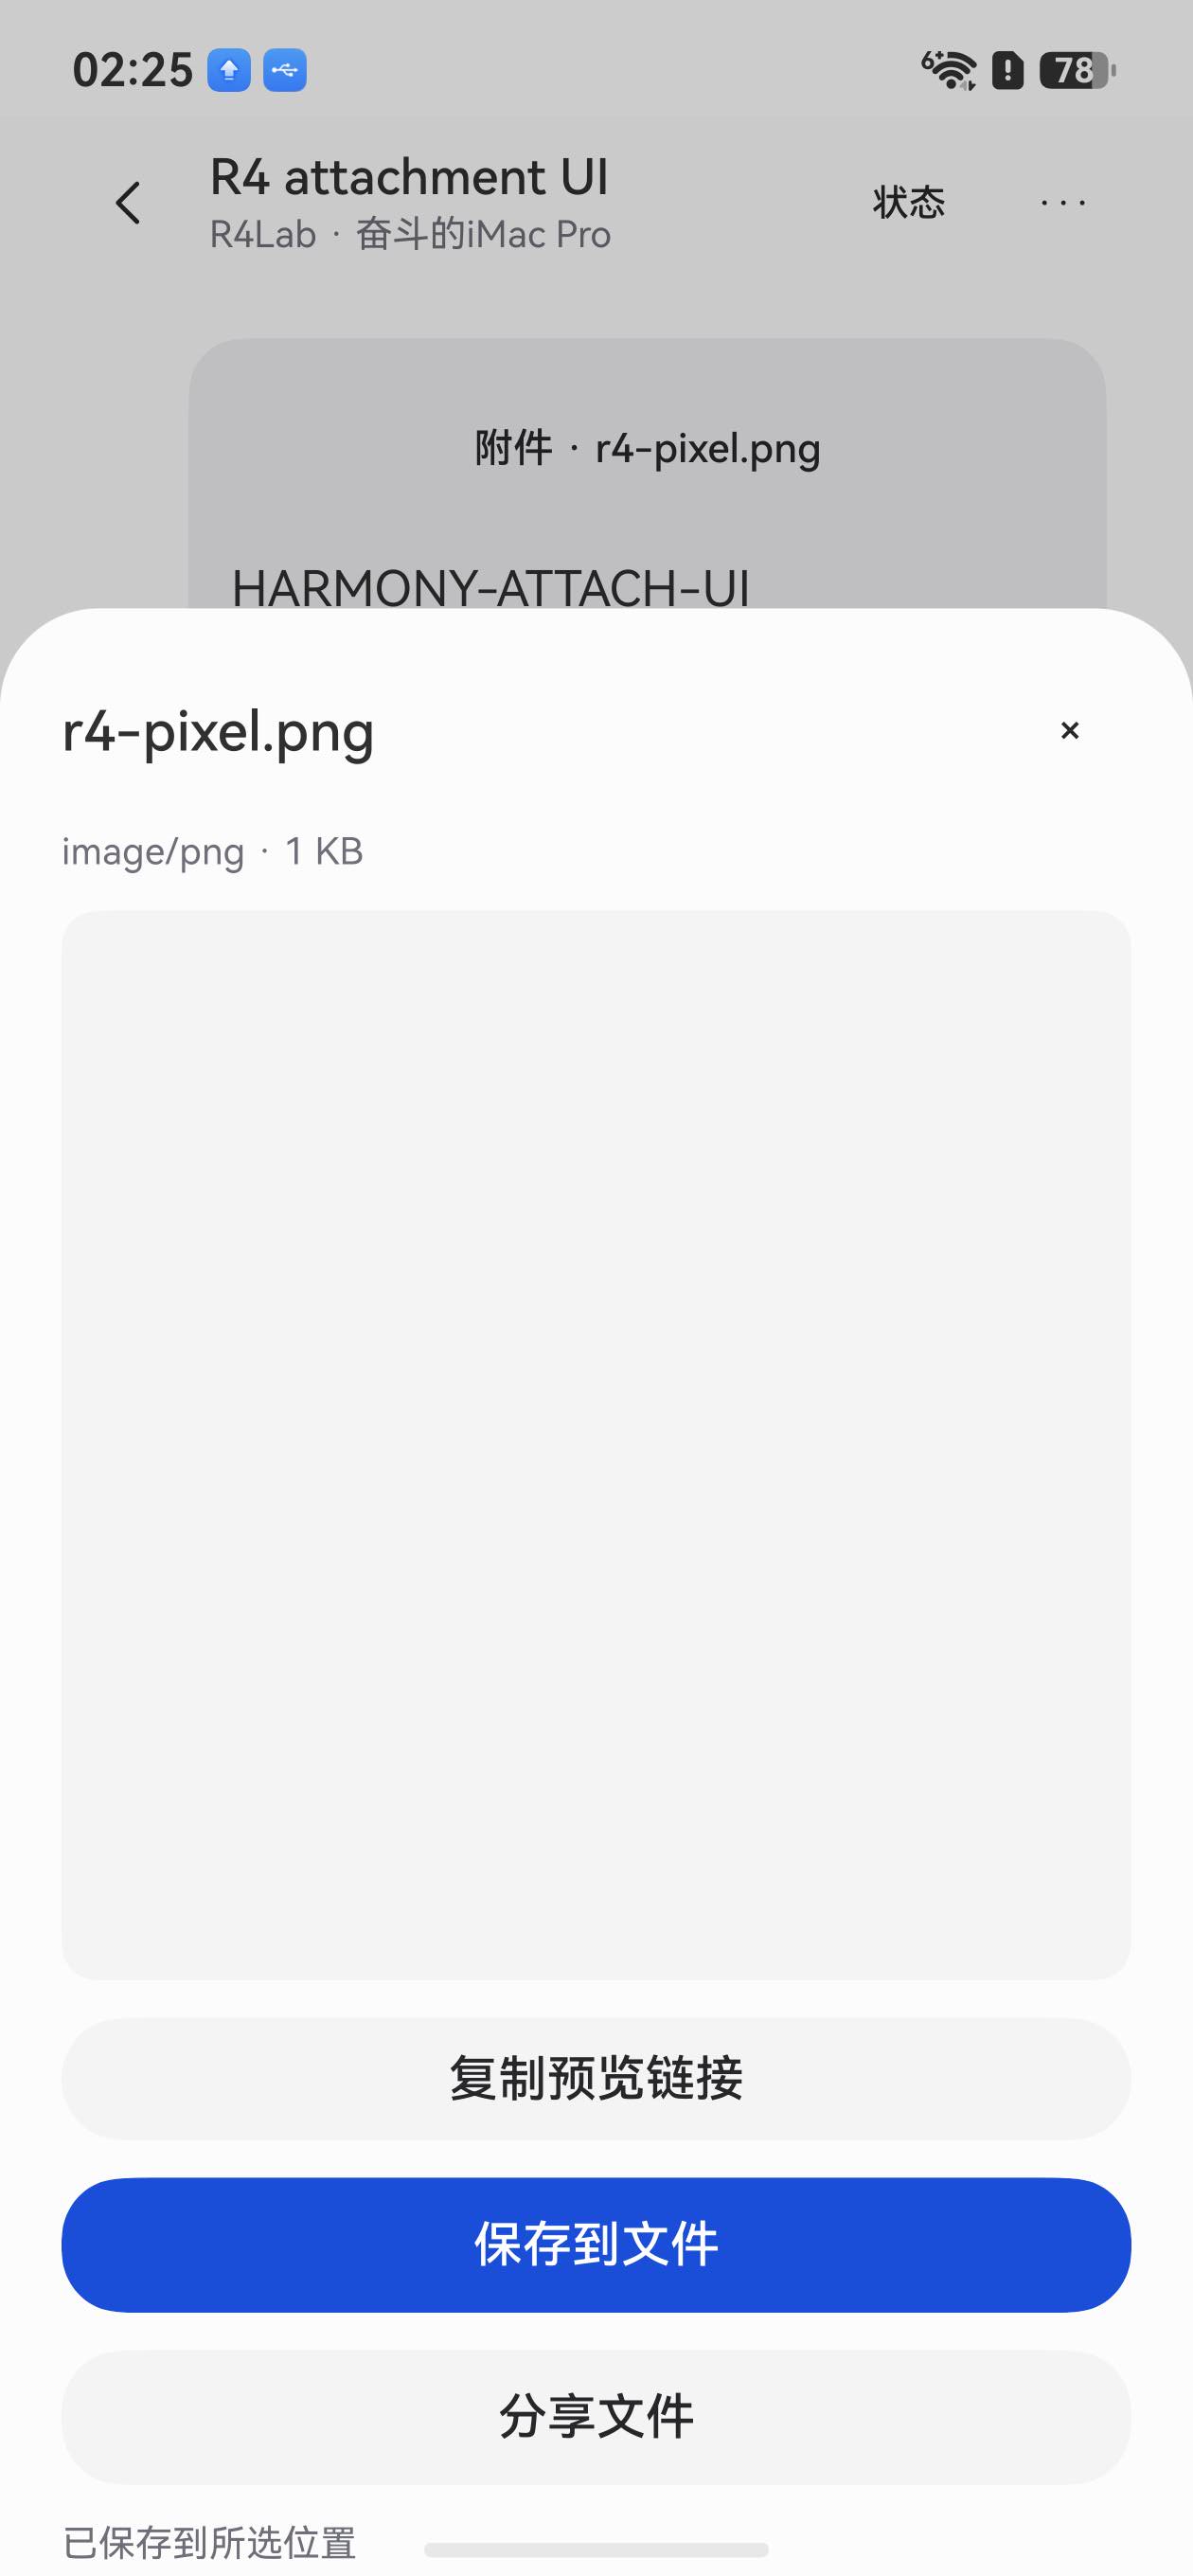 02:25
6+
78
R4 attachment UI
状态
R4Lab · 奋斗的iMac Pro
附件 · r4-pixel.png
HARMONY-ATTACH-UI
r4-pixel.png
image/png · 1 KB
复制预览链接
保存到文件
分享文件
已保存到所选位置